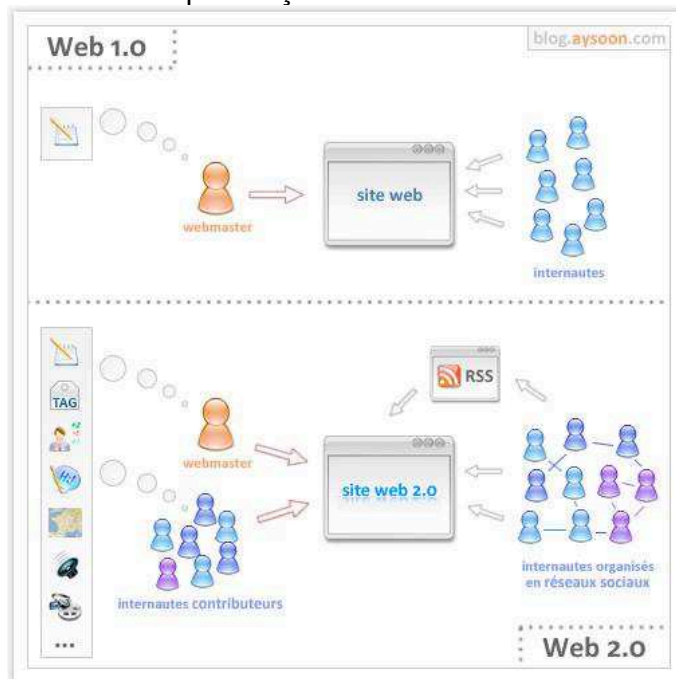 Web 1.0
blog.aysoon.com
webmaster
site web
internautes
TAG
Hi!
RSS
webmaster
site web 2.0
internautes contributeurs
internautes organisés
en réseaux sociaux
...
Web 2.0